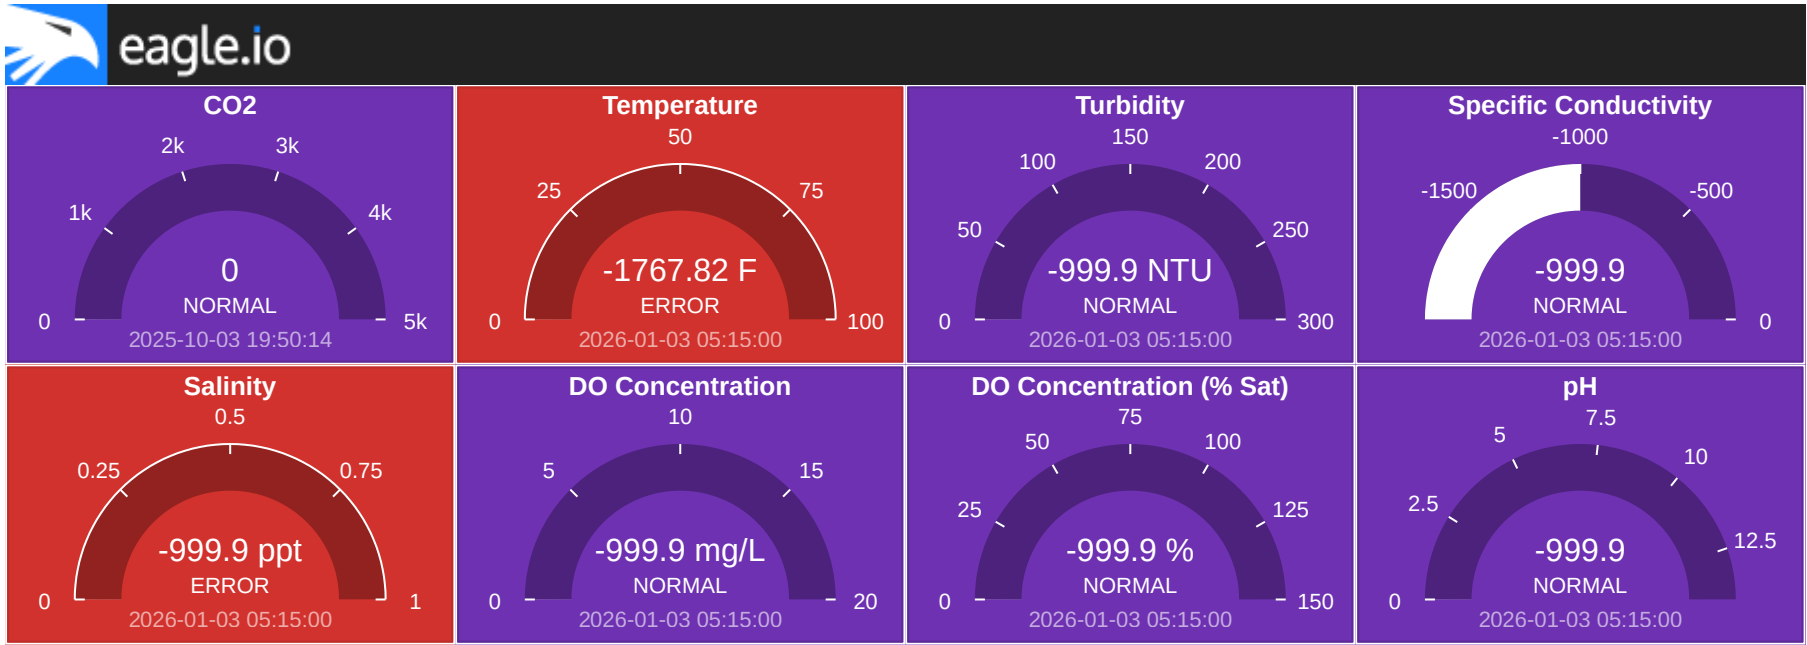 eagle.io
CO2
2k
3k
1k
4k
0
NORMAL
0
5k
2025-10-03 19:50:14
Temperature
50
25
75
-1767.82 F
ERROR
0
100
2026-01-03 05:15:00
Turbidity
150
100
200
50
250
-999.9 NTU
NORMAL
0
300
2026-01-03 05:15:00
Specific Conductivity
-1000
-1500
-500
-999.9
NORMAL
0
2026-01-03 05:15:00
Salinity
0.5
0.25
0.75
-999.9 ppt
ERROR
0
1
2026-01-03 05:15:00
DO Concentration
10
5
15
-999.9 mg/L
NORMAL
0
20
2026-01-03 05:15:00
DO Concentration (% Sat)
75
50
100
25
125
-999.9 %
NORMAL
0
150
2026-01-03 05:15:00
pH
7.5
5
10
2.5
12.5
-999.9
NORMAL
0
2026-01-03 05:15:00